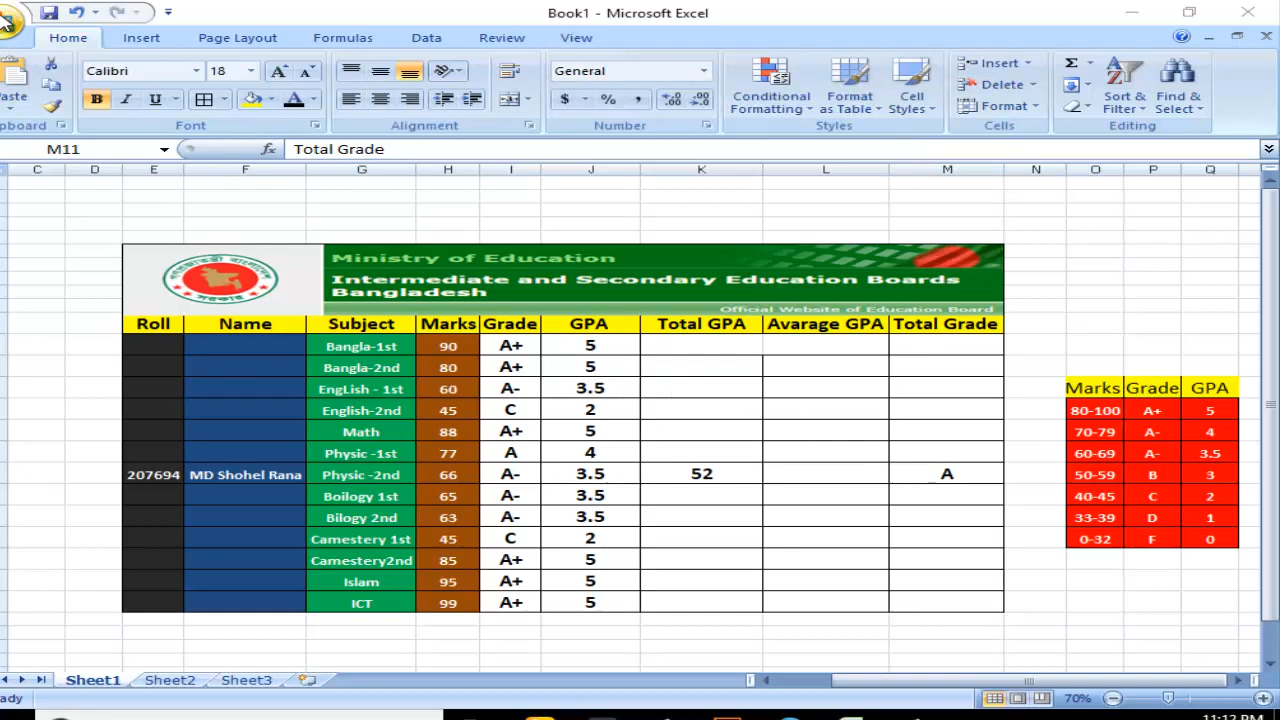 Book1 - Microsoft Excel
Home Insert Page Layout Formulas Data Review View
Paste Calibri 18 General Conditional Formatting Format as Table Cell Styles Insert Delete Format Sort & Filter Find & Select
B I U $ % ,
Font Alignment Number Styles Cells Editing
M11 fx Total Grade
C D E F G H I J K L M N O P Q
Ministry of Education
Intermediate and Secondary Education Boards
Bangladesh
Official Website of Education Board
Roll Name Subject Marks Grade GPA Total GPA Avarage GPA Total Grade
Bangla-1st 90 A+ 5
Bangla-2nd 80 A+ 5
EngLish - 1st 60 A- 3.5 Marks Grade GPA
English-2nd 45 C 2 80-100 A+ 5
Math 88 A+ 5 70-79 A- 4
Physic -1st 77 A 4 60-69 A- 3.5
207694 MD Shohel Rana Physic -2nd 66 A- 3.5 52 A 50-59 B 3
Boilogy 1st 65 A- 3.5 40-45 C 2
Bilogy 2nd 63 A- 3.5 33-39 D 1
Camestery 1st 45 C 2 0-32 F 0
Camestery2nd 85 A+ 5
Islam 95 A+ 5
ICT 99 A+ 5
Sheet1 Sheet2 Sheet3
70%
11:12 PM